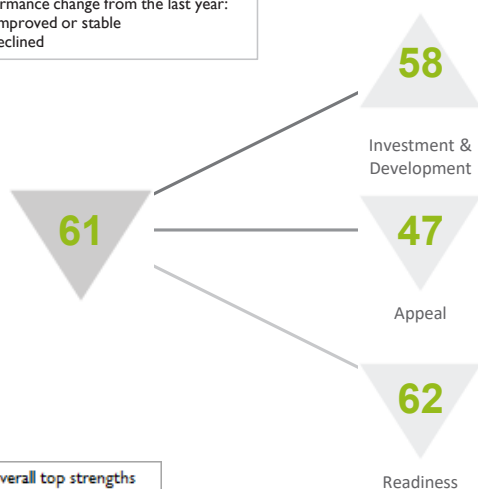 rmance change from the last year:
mproved or stable
eclined
58
Investment &
Development
61
47
Appeal
62
verall top strengths
Readiness